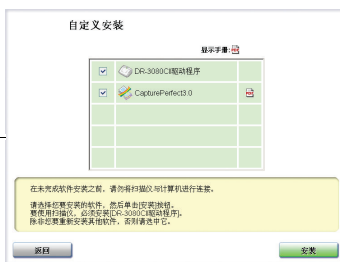 自定义安装
显示手册:
DR-3080CII驱动程序
CapturePerfect3.0
在未完成软件安装之前，请勿将扫描仪与计算机进行连接。
请选择您要安装的软件，然后单击[安装]按钮。
要使用扫描仪，必须安装[DR-3080CII驱动程序]。
除非您要重新安装其他软件，否则请选中它。
返回
安装